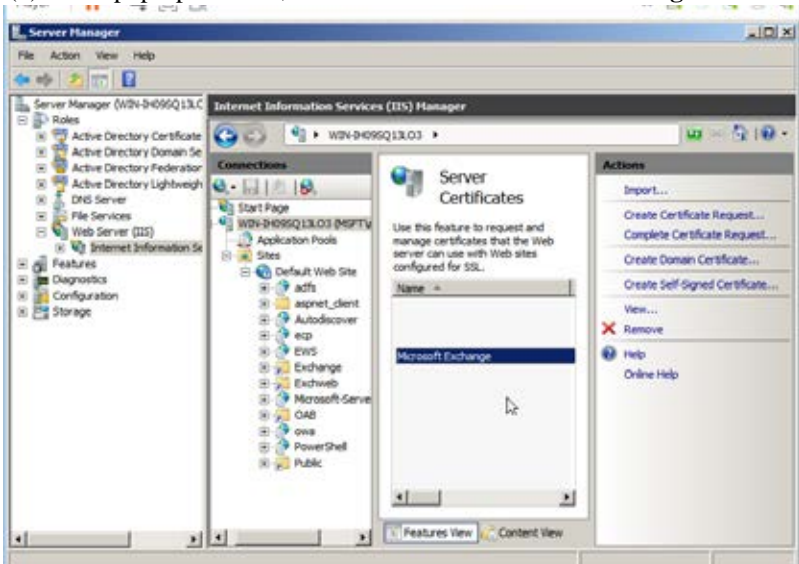 Server Manager
File Action View Help
Server Manager (WIN-IH09SQ13LC
Roles
Active Directory Certificate
Active Directory Domain Se
Active Directory Federation
Active Directory Lightweigh
DNS Server
File Services
Web Server (IIS)
Internet Information Se
Features
Diagnostics
Configuration
Storage
Internet Information Services (IIS) Manager
WIN-IH09SQ13LO3
Connections
Start Page
WIN-IH09SQ13LO3 (MSFT\
Application Pools
Sites
Default Web Site
adfs
aspnet_client
Autodiscover
ecp
EWS
Exchange
Exchweb
Microsoft-Serve
OAB
owa
PowerShell
Public
Server
Certificates
Use this feature to request and
manage certificates that the Web
server can use with Web sites
configured for SSL.
Name
Microsoft Exchange
Features View Content View
Actions
Import...
Create Certificate Request...
Complete Certificate Request...
Create Domain Certificate...
Create Self-Signed Certificate...
View...
Remove
Help
Online Help